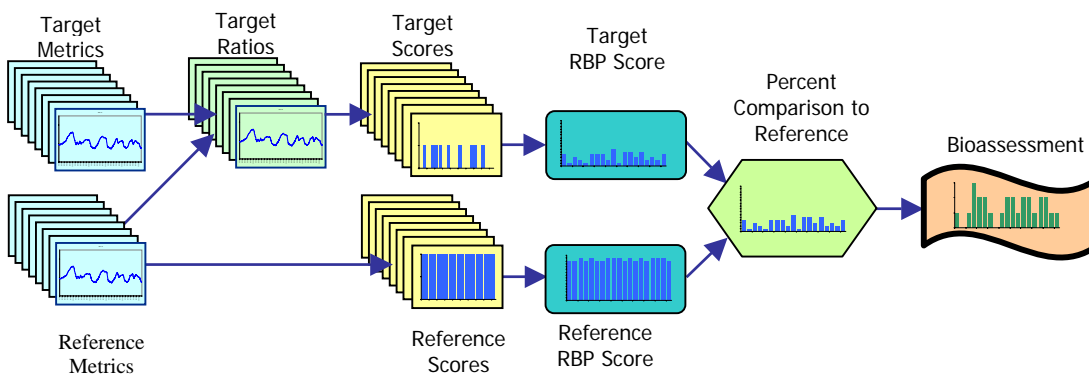 Target
Metrics
Target
Ratios
Target
Scores
Target
RBP Score
Percent
Comparison to
Reference
Bioassessment
Reference
Metrics
Reference
Scores
Reference
RBP Score